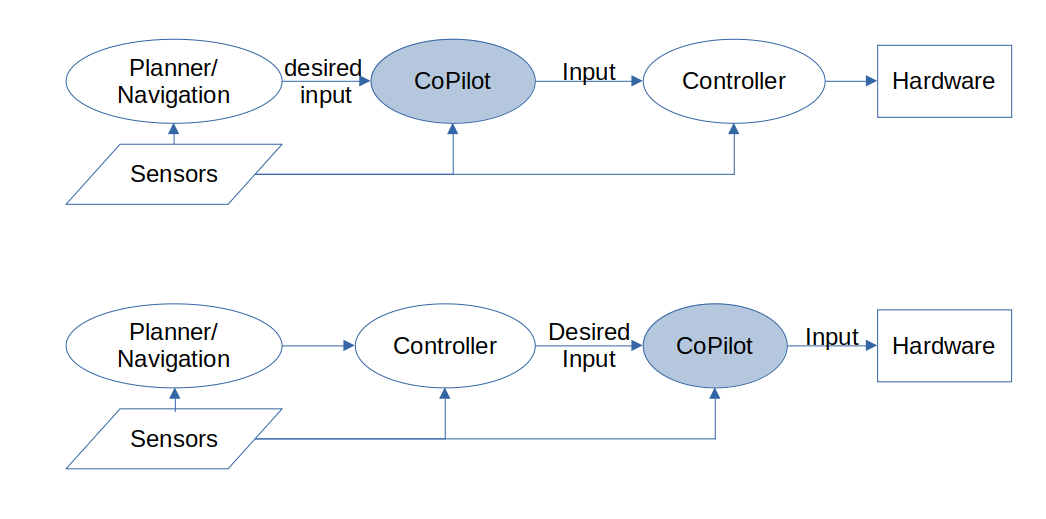 Planner/
Navigation
desired
input
CoPilot
Input
Controller
Hardware
Sensors
Planner/
Navigation
Controller
Desired
Input
CoPilot
Input
Hardware
Sensors